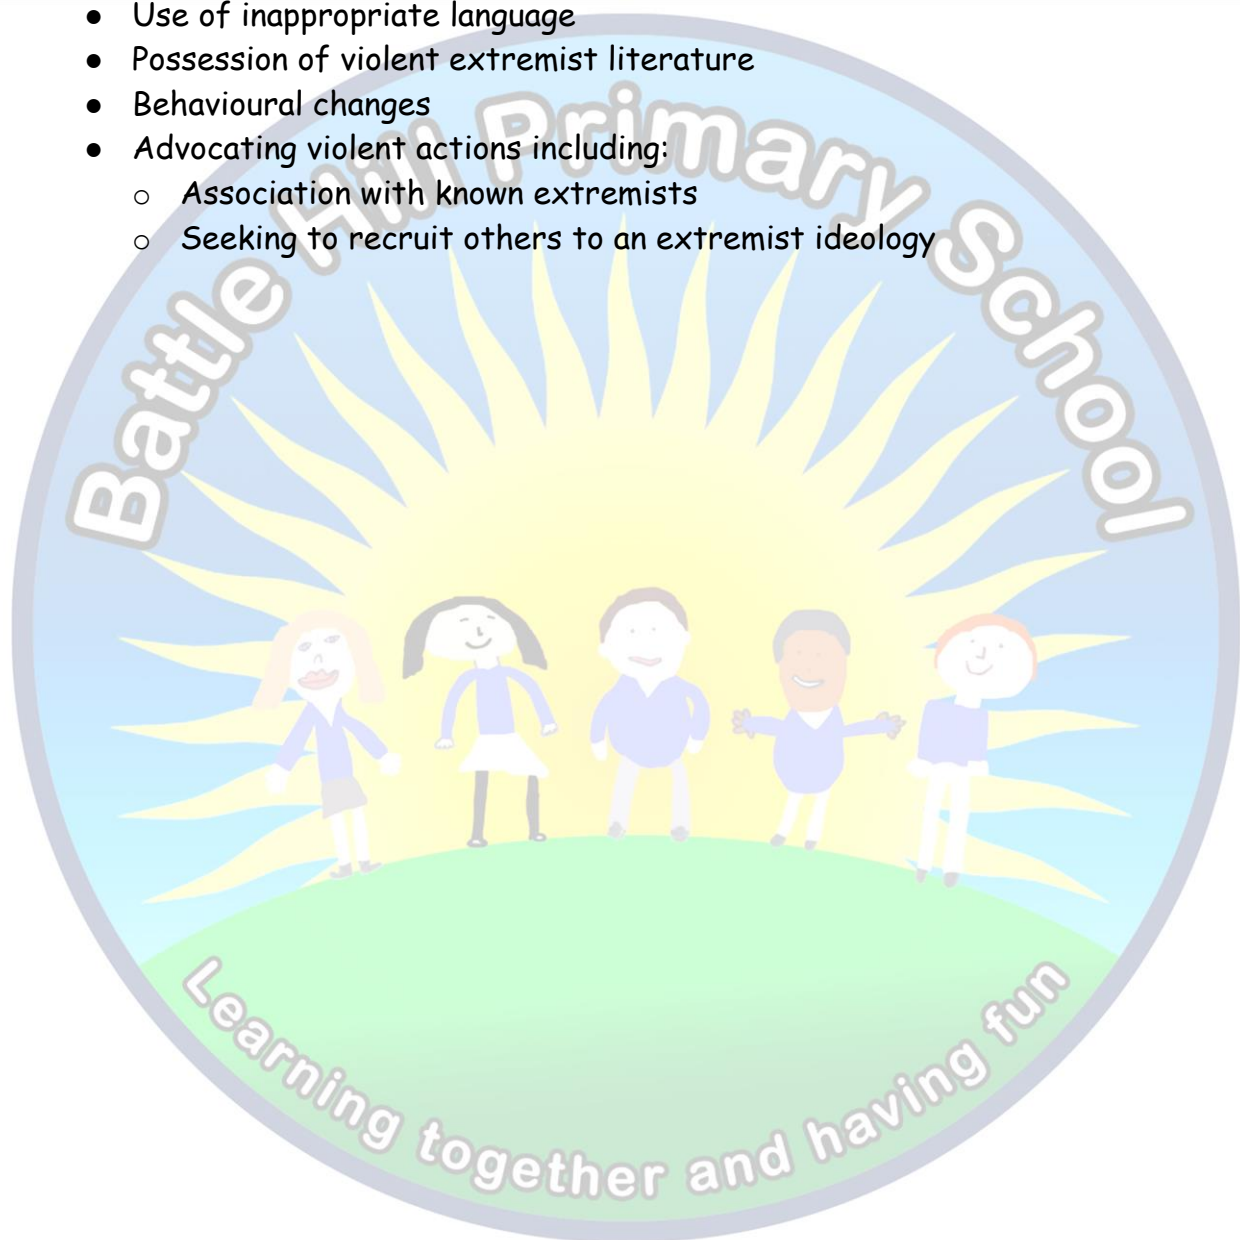 ● Use of inappropriate language
● Possession of violent extremist literature
● Behavioural changes
● Advocating violent actions including:
○ Association with known extremists
○ Seeking to recruit others to an extremist ideology
Battle Hill Primary School
Learning together and having fun